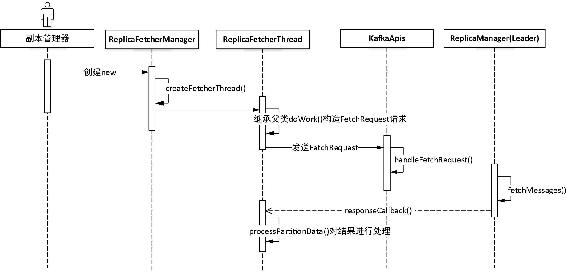 副本管理器 ReplicaFetcherManager ReplicaFetcherThread KafkaApis ReplicaManager(Leader)
创建new
createFetcherThread()
继承父类doWork()构造FetchRequest请求
发送FetchRequest
handleFetchRequest()
fetchMessages()
responseCallback()
processPartitionData()对结果进行处理